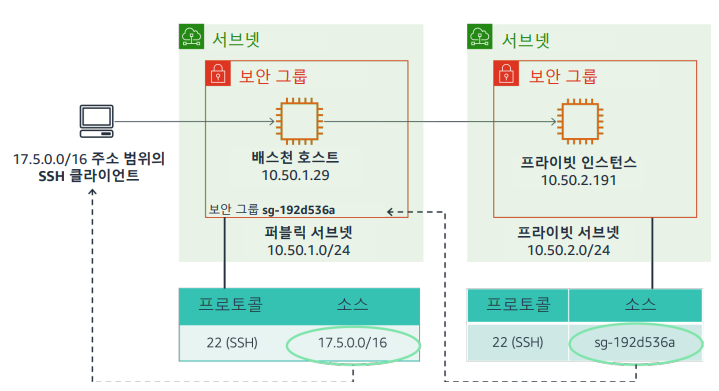 서브넷
보안 그룹
배스천 호스트
10.50.1.29
보안 그룹 sg-192d536a
퍼블릭 서브넷
10.50.1.0/24
서브넷
보안 그룹
프라이빗 인스턴스
10.50.2.191
프라이빗 서브넷
10.50.2.0/24
17.5.0.0/16 주소 범위의
SSH 클라이언트
프로토콜 소스
22 (SSH) 17.5.0.0/16
프로토콜 소스
22 (SSH) sg-192d536a